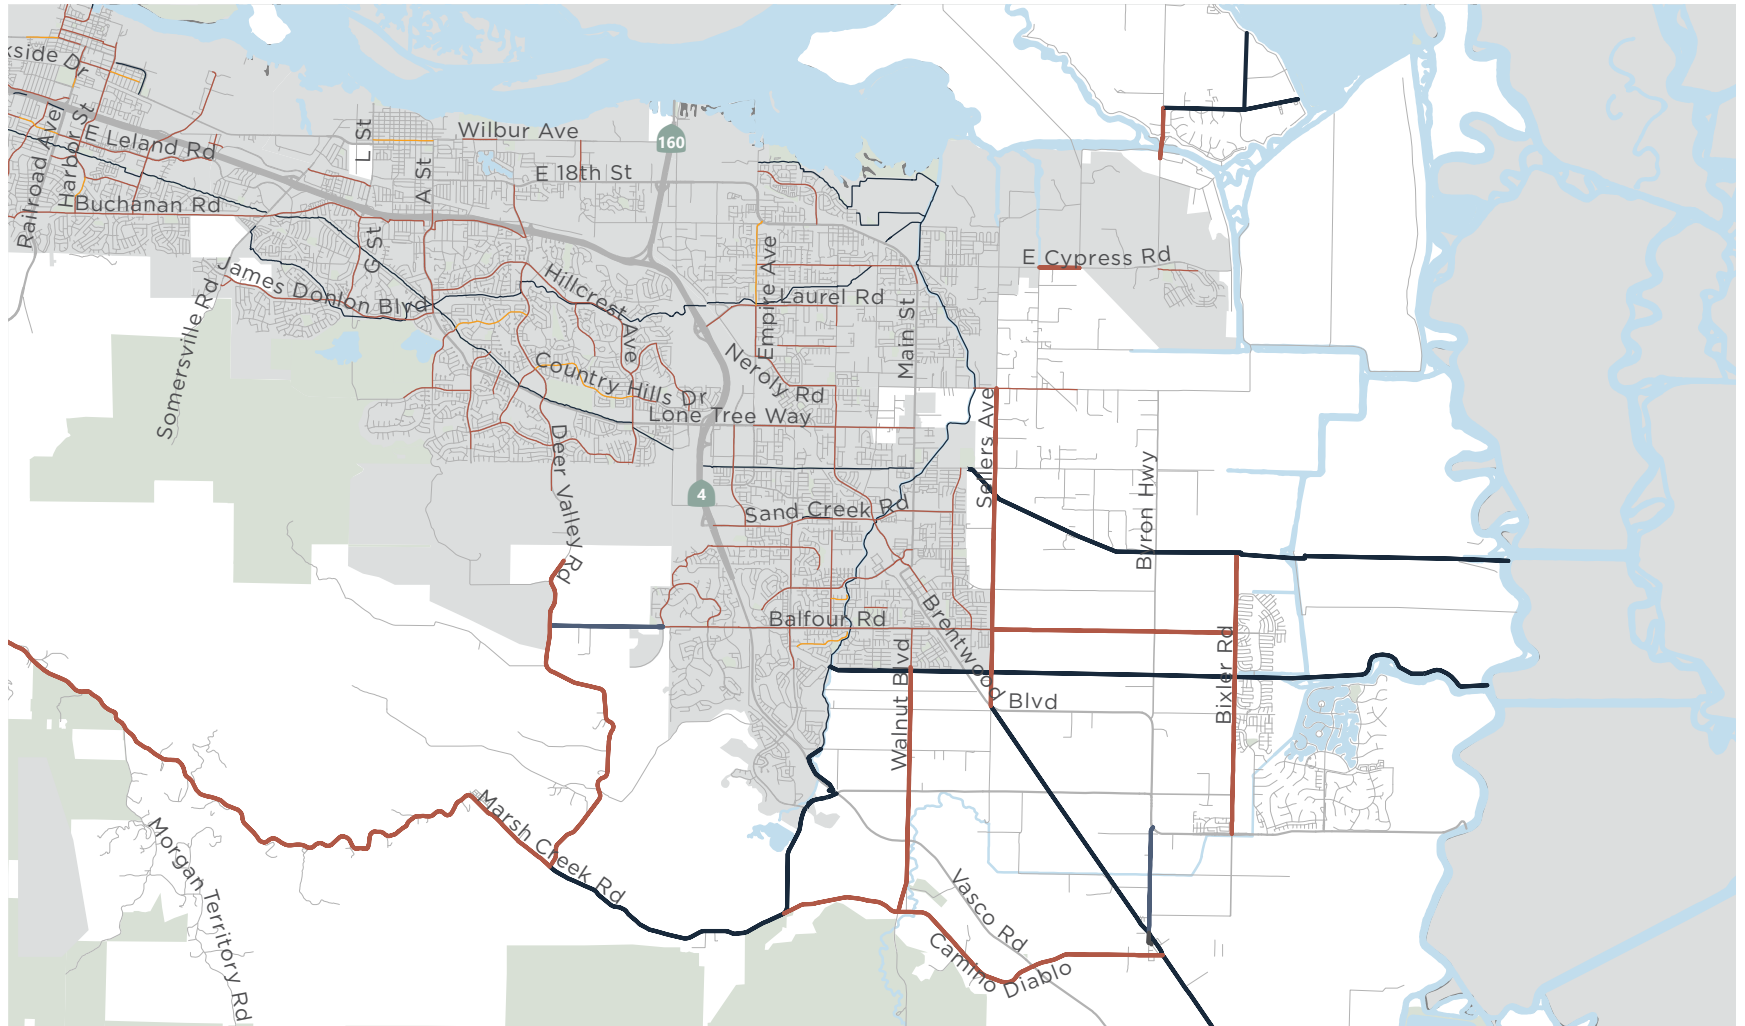 kside Dr
Railroad Ave
Harbor St
E Leland Rd
Buchanan Rd
L St
A St
G St
Wilbur Ave
160
E 18th St
E Cypress Rd
James Donlon Blvd
Somersville Rd
Hillcrest Ave
Empire Ave
Laurel Rd
Main St
Neroly Rd
Country Hills Dr
Lone Tree Way
Deer Valley Rd
4
Sand Creek Rd
Sellers Ave
Byron Hwy
Balfour Rd
Brentwood Blvd
Walnut Blvd
Bixler Rd
Marsh Creek Rd
Morgan Territory Rd
Vasco Rd
Camino Diablo